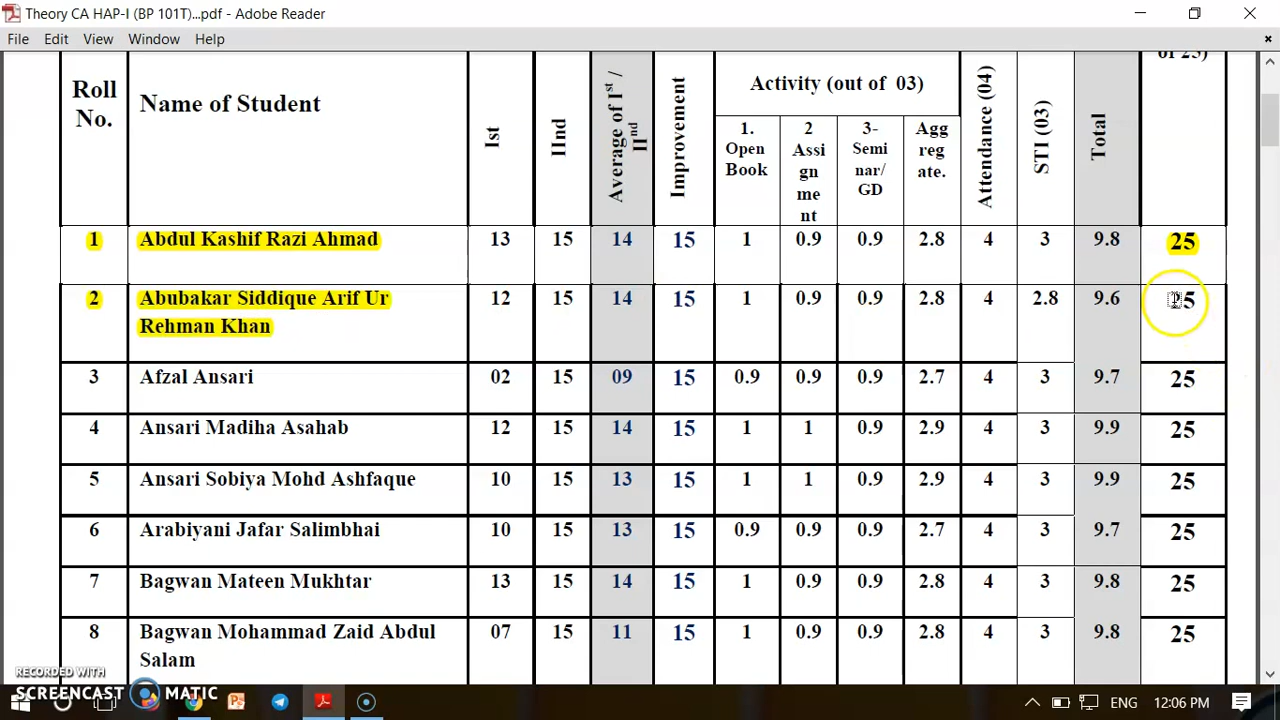 Theory CA HAP-I (BP 101T)...pdf - Adobe Reader
File Edit View Window Help
of 25)
Roll No.
Name of Student
Ist
IInd
Average of Ist / IInd
Improvement
Activity (out of 03)
1. Open Book
2 Assi gn me nt
3- Semi nar/ GD
Agg reg ate.
Attendance (04)
STI (03)
Total
1 Abdul Kashif Razi Ahmad 13 15 14 15 1 0.9 0.9 2.8 4 3 9.8 25
2 Abubakar Siddique Arif Ur 12 15 14 15 1 0.9 0.9 2.8 4 2.8 9.6 25
Rehman Khan
3 Afzal Ansari 02 15 09 15 0.9 0.9 0.9 2.7 4 3 9.7 25
4 Ansari Madiha Asahab 12 15 14 15 1 1 0.9 2.9 4 3 9.9 25
5 Ansari Sobiya Mohd Ashfaque 10 15 13 15 1 1 0.9 2.9 4 3 9.9 25
6 Arabiyani Jafar Salimbhai 10 15 13 15 0.9 0.9 0.9 2.7 4 3 9.7 25
7 Bagwan Mateen Mukhtar 13 15 14 15 1 0.9 0.9 2.8 4 3 9.8 25
8 Bagwan Mohammad Zaid Abdul 07 15 11 15 1 0.9 0.9 2.8 4 3 9.8 25
Salam
RECORDED WITH
SCREENCAST MATIC
ENG 12:06 PM